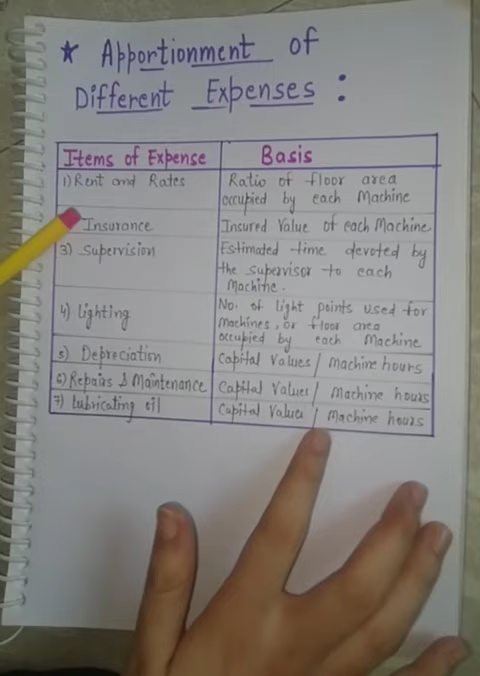 * Apportionment of
Different Expenses :
Items of Expense Basis
1) Rent and Rates Ratio of floor area
occupied by each Machine
Insurance Insured Value of each Machine
3) Supervision Estimated time devoted by
the supervisor to each
Machine.
4) Lighting No. of light points used for
Machines, or floor area
occupied by each Machine
5) Depreciation Capital Values / Machine hours
6) Repairs & Maintenance Capital Values / Machine hours
7) Lubricating oil Capital Values / Machine hours